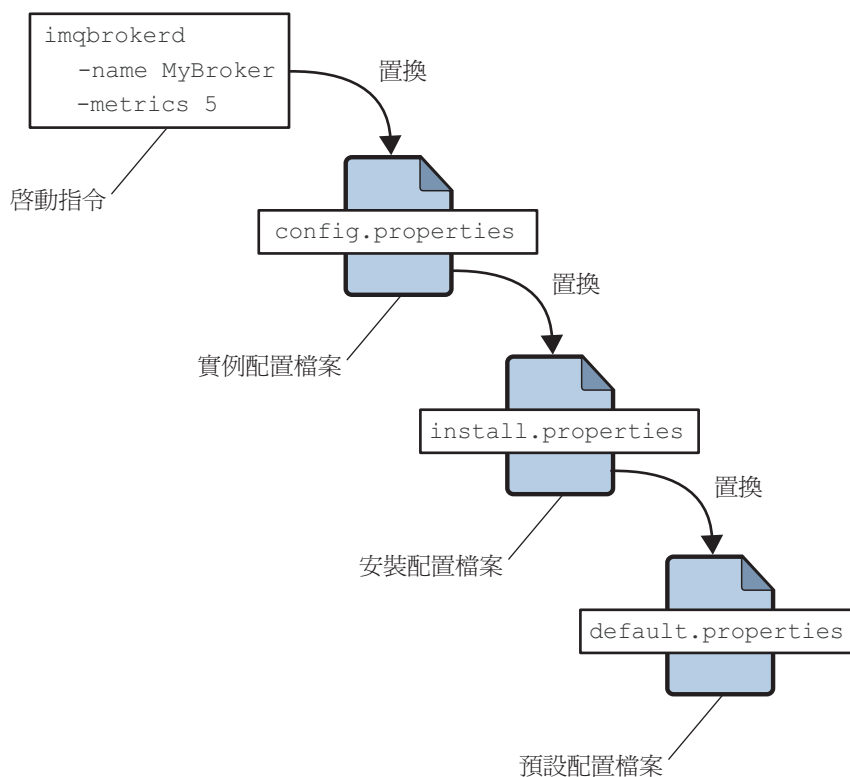 imqbrokerd
-name MyBroker
-metrics 5
置換
啓動指令
config.properties
置換
實例配置檔案
install.properties
置換
安裝配置檔案
default.properties
預設配置檔案